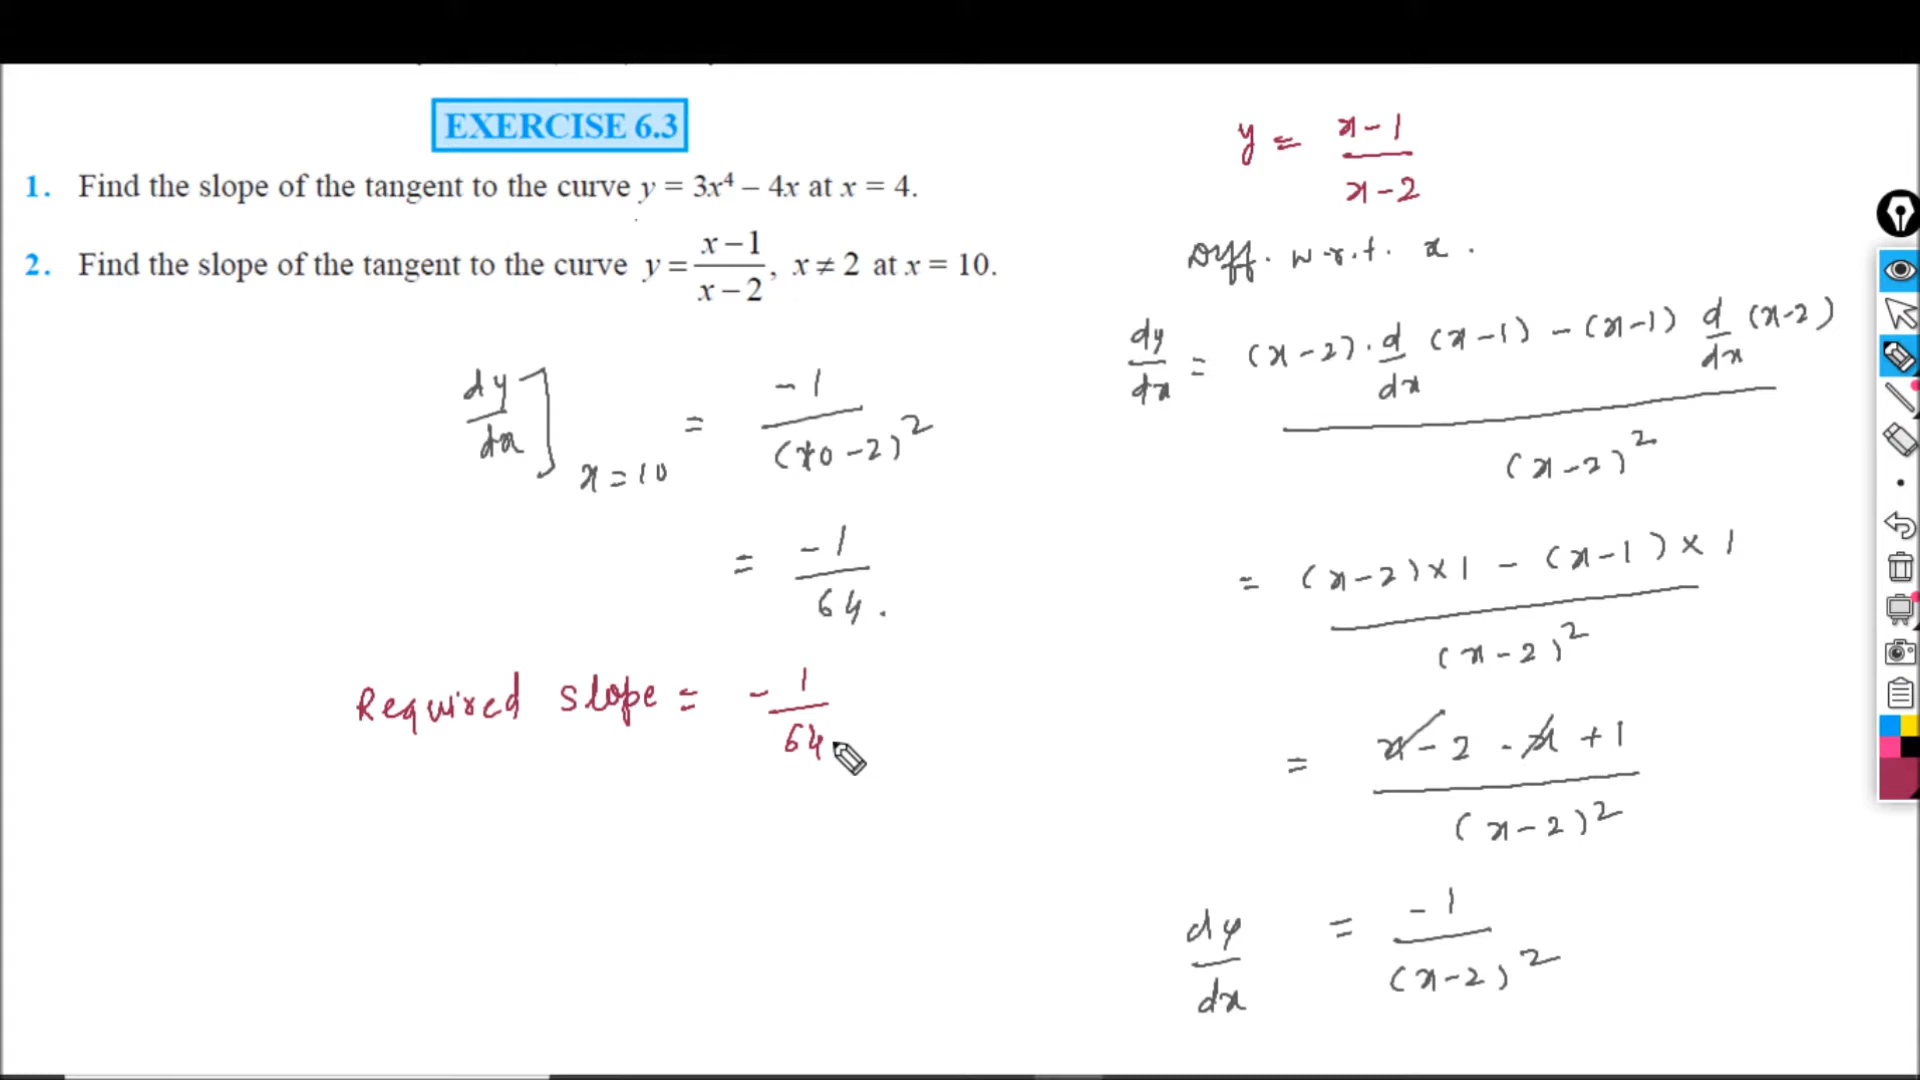 EXERCISE 6.3
1. Find the slope of the tangent to the curve y = 3x⁴ – 4x at x = 4.
2. Find the slope of the tangent to the curve y = (x – 1)/(x – 2), x ≠ 2 at x = 10.
dy/dx]ₓ₌₁₀ = -1/(10-2)²
= -1/64.
Required slope = -1/64
y = (x-1)/(x-2)
Diff. w.r.t. x.
dy/dx = ((x-2). d/dx (x-1) - (x-1) d/dx (x-2))/(x-2)²
= ((x-2)×1 - (x-1)×1)/(x-2)²
= (x-2-x+1)/(x-2)²
dy/dx = -1/(x-2)²